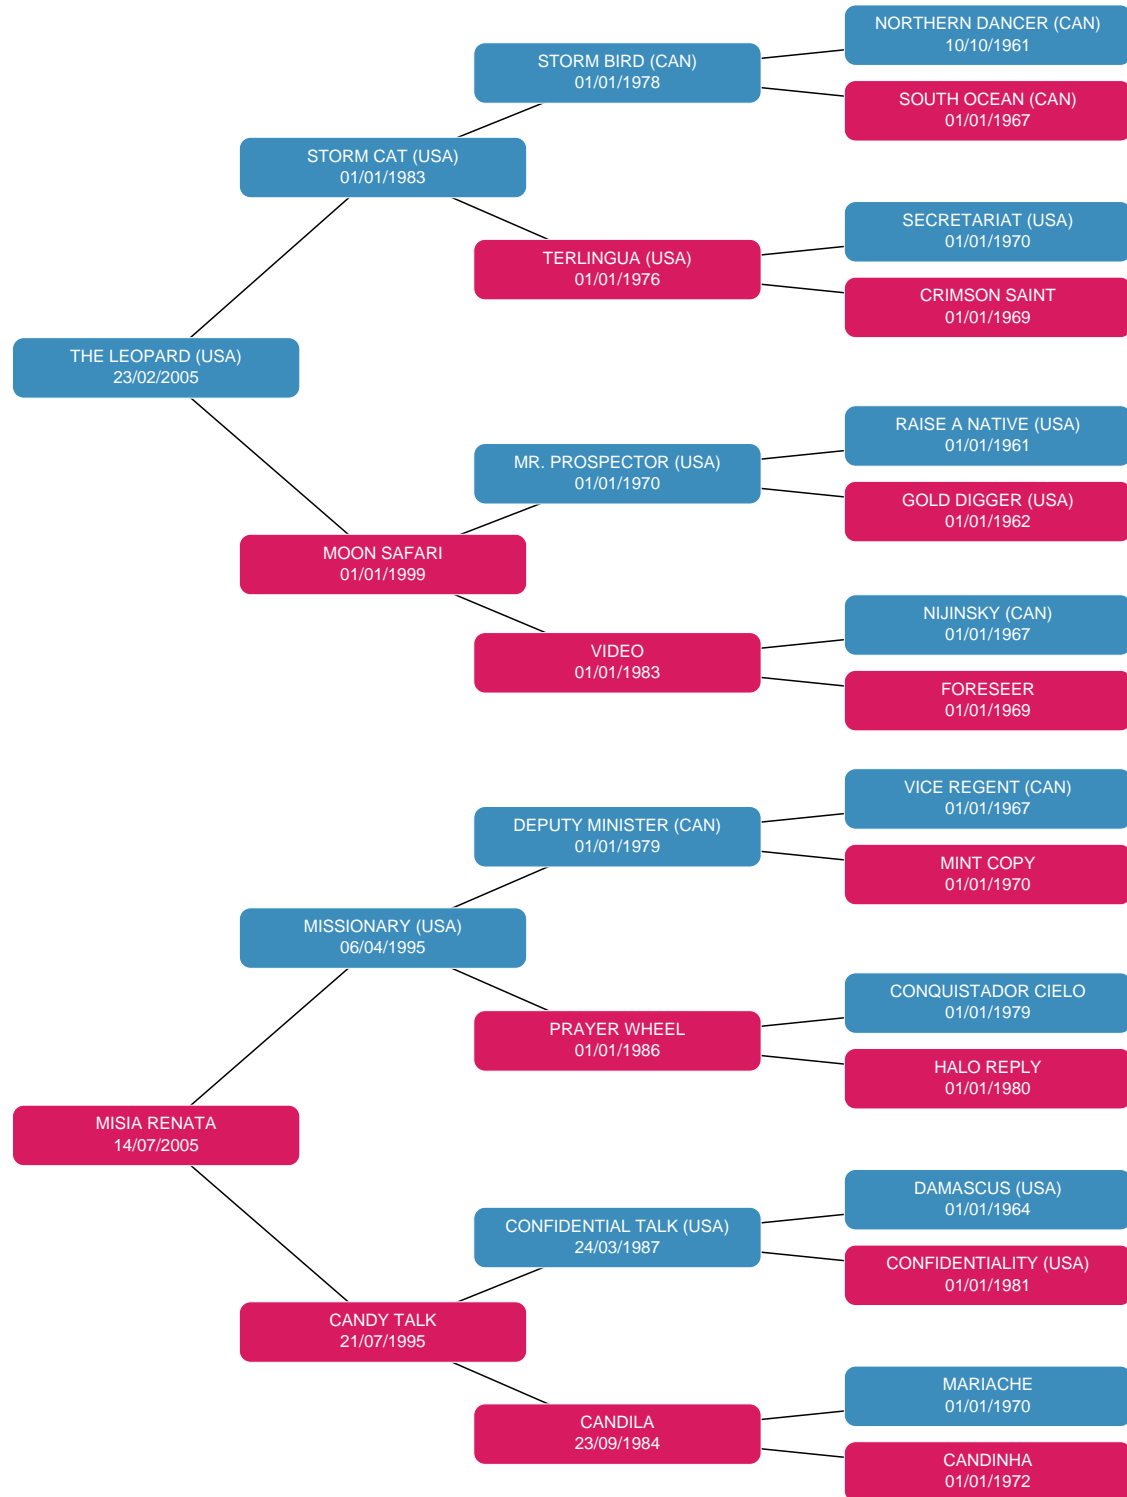 NORTHERN DANCER (CAN)
10/10/1961
STORM BIRD (CAN)
01/01/1978
SOUTH OCEAN (CAN)
01/01/1967
STORM CAT (USA)
01/01/1983
SECRETARIAT (USA)
01/01/1970
TERLINGUA (USA)
01/01/1976
CRIMSON SAINT
01/01/1969
THE LEOPARD (USA)
23/02/2005
RAISE A NATIVE (USA)
01/01/1961
MR. PROSPECTOR (USA)
01/01/1970
GOLD DIGGER (USA)
01/01/1962
MOON SAFARI
01/01/1999
NIJINSKY (CAN)
01/01/1967
VIDEO
01/01/1983
FORESEER
01/01/1969
VICE REGENT (CAN)
01/01/1967
DEPUTY MINISTER (CAN)
01/01/1979
MINT COPY
01/01/1970
MISSIONARY (USA)
06/04/1995
CONQUISTADOR CIELO
01/01/1979
PRAYER WHEEL
01/01/1986
HALO REPLY
01/01/1980
MISIA RENATA
14/07/2005
DAMASCUS (USA)
01/01/1964
CONFIDENTIAL TALK (USA)
24/03/1987
CONFIDENTIALITY (USA)
01/01/1981
CANDY TALK
21/07/1995
MARIACHE
01/01/1970
CANDILA
23/09/1984
CANDINHA
01/01/1972